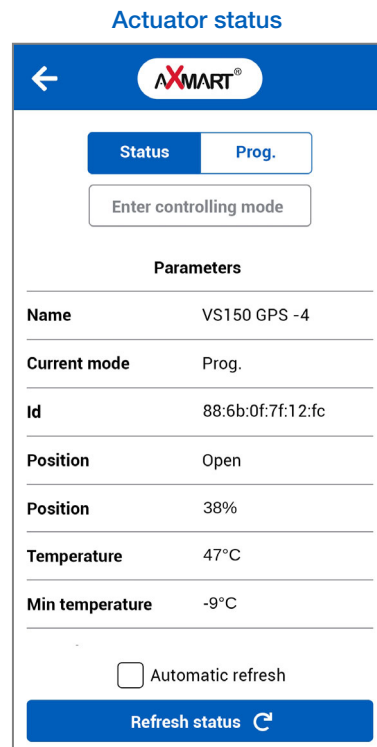 Actuator status
AXMART®
Status Prog.
Enter controlling mode
Parameters
Name VS150 GPS -4
Current mode Prog.
Id 88:6b:0f:7f:12:fc
Position Open
Position 38%
Temperature 47°C
Min temperature -9°C
Automatic refresh
Refresh status